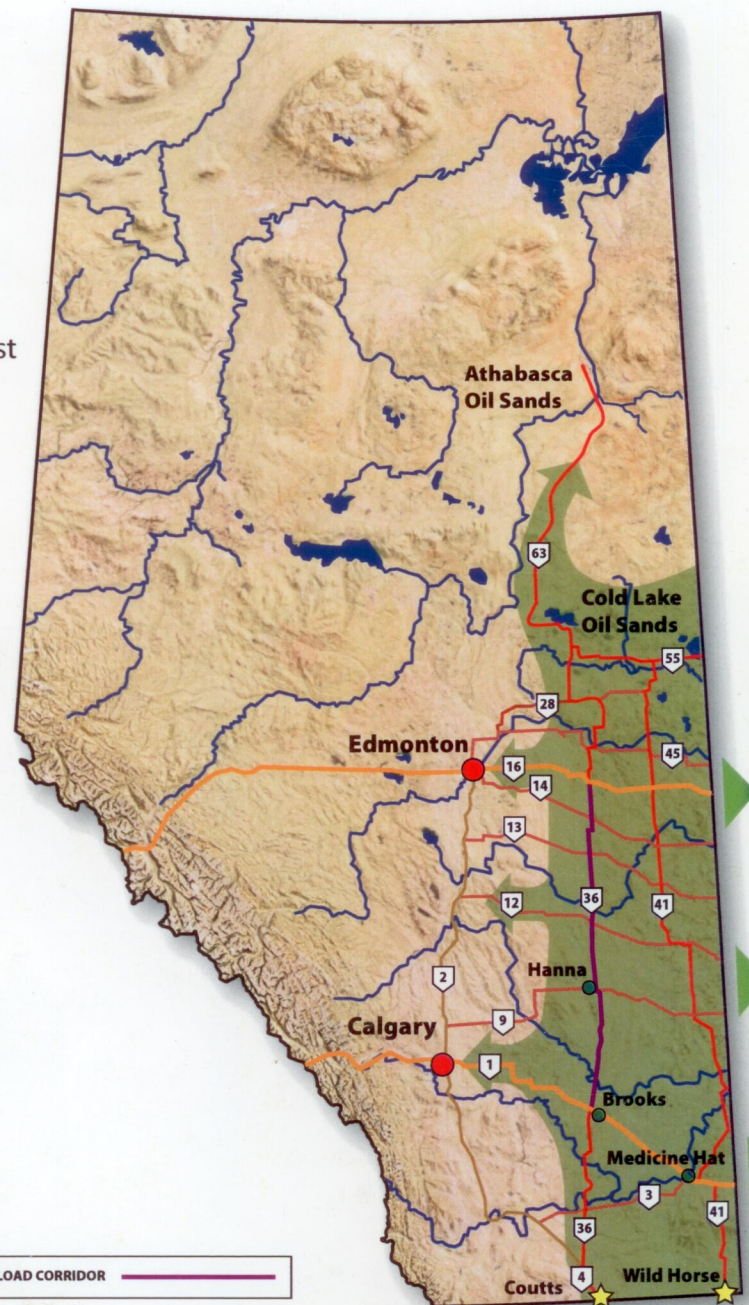 st
Athabasca
Oil Sands
63
Cold Lake
Oil Sands
55
28
Edmonton
16
45
14
13
12
36
41
Hanna
2
Calgary
9
1
Brooks
Medicine Hat
3
36
41
4
Coutts
Wild Horse
LOAD CORRIDOR